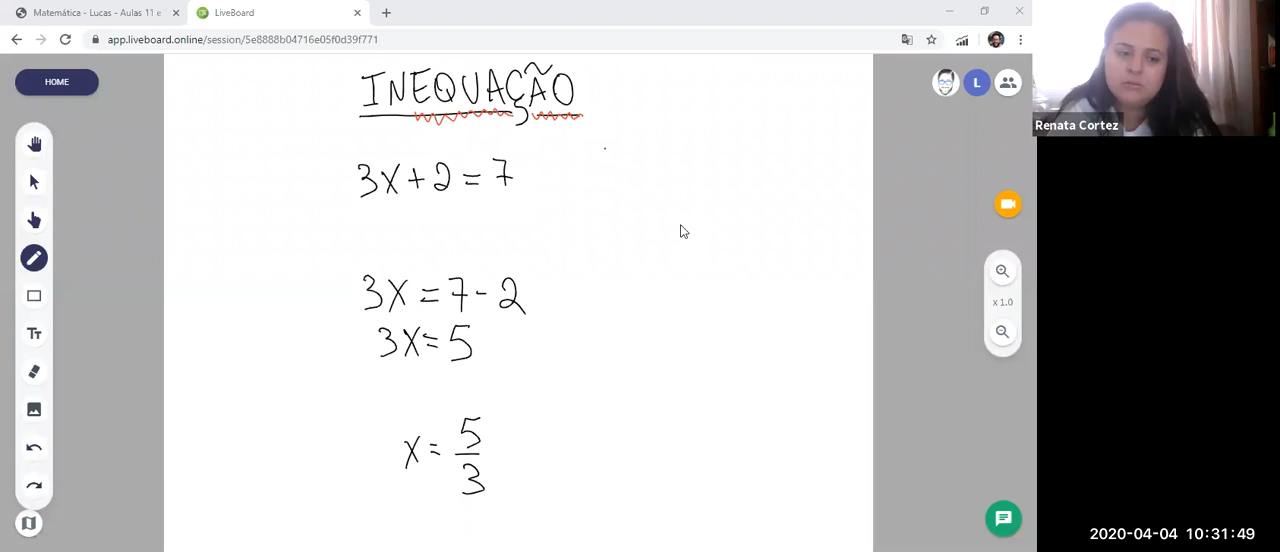 Matemática - Lucas - Aulas 11 e
LiveBoard
app.liveboard.online/session/5e8888b04716e05f0d39f771
HOME
L
Renata Cortez
INEQUAÇÃO
3x + 2 = 7
3x = 7 - 2
3x = 5
x = 5/3
Tт
x 1.0
2020-04-04 10:31:49